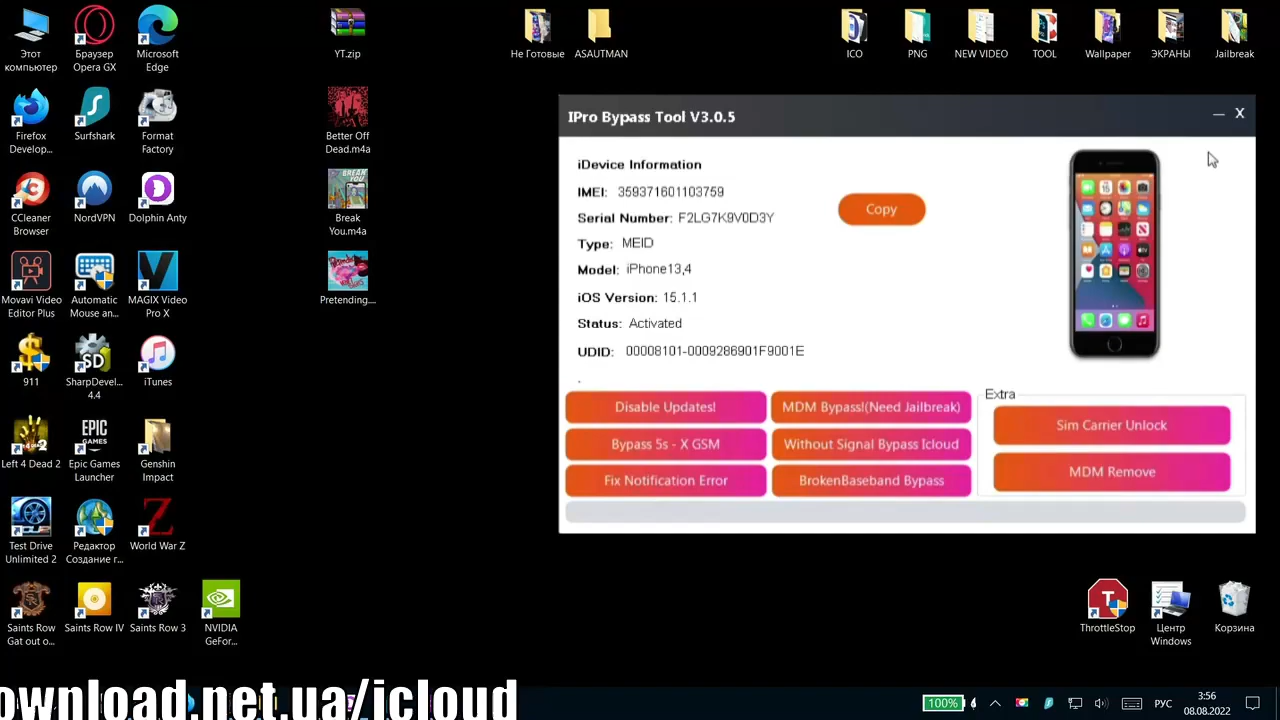 Этот
компьютер
Браузер
Opera GX
Microsoft
Edge
YT.zip
Не Готовые
ASAUTMAN
ICO
PNG
NEW VIDEO
TOOL
Wallpaper
ЭКРАНЫ
Jailbreak
Firefox
Develop...
Surfshark
Format
Factory
Better Off
Dead.m4a
CCleaner
Browser
NordVPN
Dolphin Anty
BREAK
YOU
Break
You.m4a
Movavi Video
Editor Plus
Automatic
Mouse an...
MAGIX Video
Pro X
Pretending....
911
SharpDevel...
4.4
iTunes
Left 4 Dead 2
Epic Games
Launcher
Genshin
Impact
EPIC
GAMES
Test Drive
Unlimited 2
Редактор
Создание г...
World War Z
Saints Row
Gat out o...
Saints Row IV
Saints Row 3
NVIDIA
GeFor...
IPro Bypass Tool V3.0.5
X
iDevice Information
IMEI: 359371601103759
Copy
Serial Number: F2LG7K9V0D3Y
Type: MEID
Model: iPhone13,4
iOS Version: 15.1.1
Status: Activated
UDID: 00008101-0009286901F9001E
.
Disable Updates!
MDM Bypass!(Need Jailbreak)
Bypass 5s - X GSM
Without Signal Bypass Icloud
Fix Notification Error
BrokenBaseband Bypass
Extra
Sim Carrier Unlock
MDM Remove
ThrottleStop
Центр
Windows
Корзина
ownload.net.ua/icloud
100%
РУС
3:56
08.08.2022